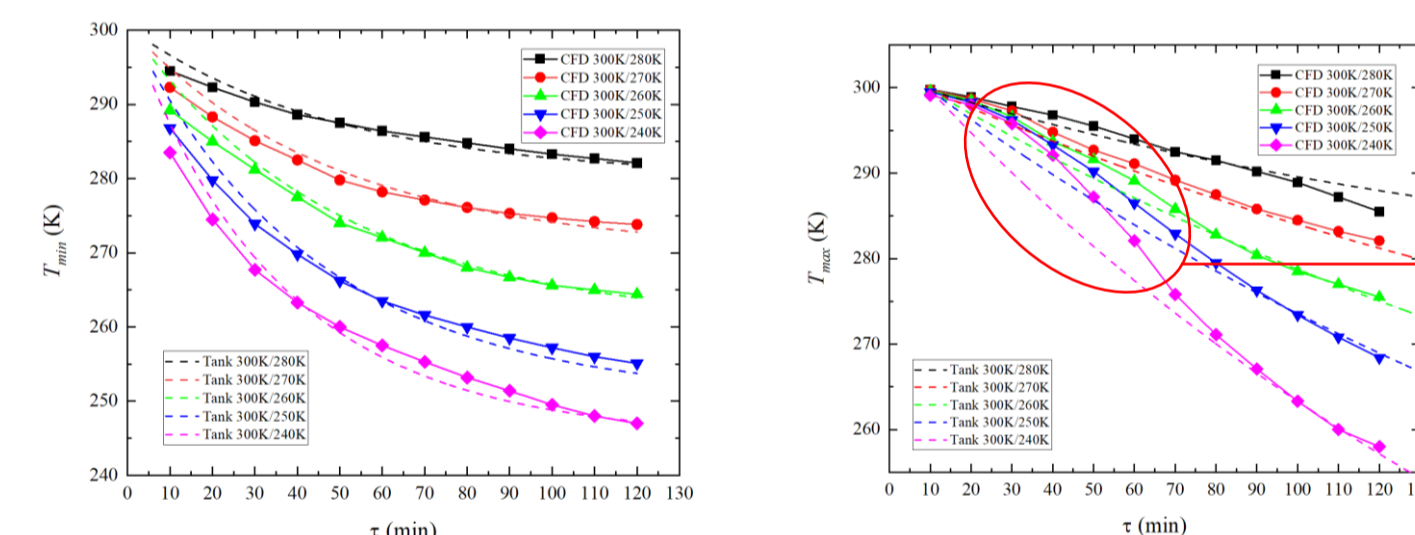 300
290
280
270
260
250
240
T_min (K)
CFD 300K/280K
CFD 300K/270K
CFD 300K/260K
CFD 300K/250K
CFD 300K/240K
Tank 300K/280K
Tank 300K/270K
Tank 300K/260K
Tank 300K/250K
Tank 300K/240K
0 10 20 30 40 50 60 70 80 90 100 110 120 130
τ (min)
300
290
280
270
260
T_max (K)
CFD 300K/280K
CFD 300K/270K
CFD 300K/260K
CFD 300K/250K
CFD 300K/240K
Tank 300K/280K
Tank 300K/270K
Tank 300K/260K
Tank 300K/250K
Tank 300K/240K
0 10 20 30 40 50 60 70 80 90 100 110 120
τ (min)